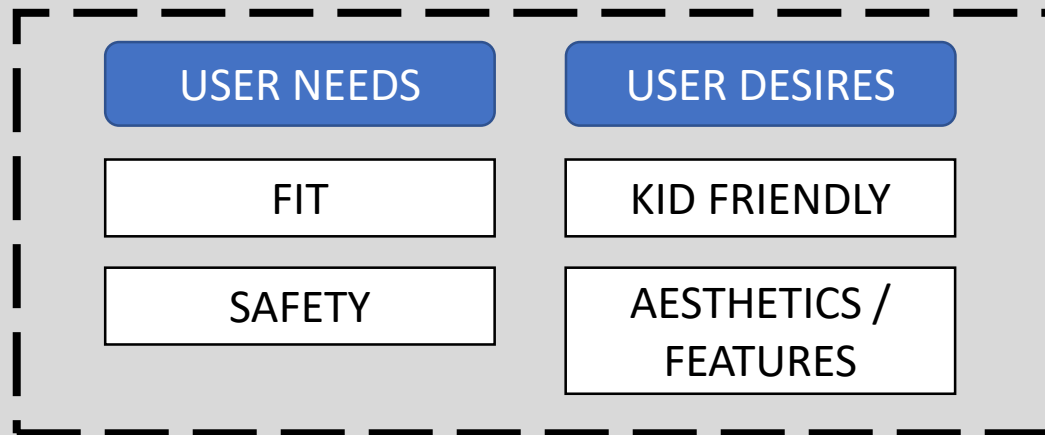 USER NEEDS
FIT
SAFETY
USER DESIRES
KID FRIENDLY
AESTHETICS /
FEATURES